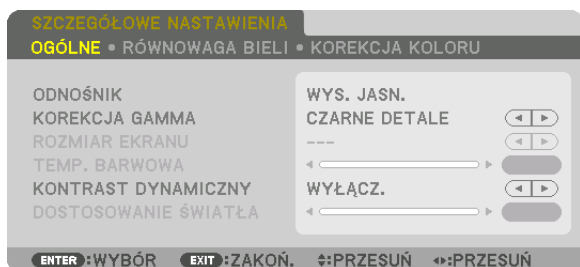 SZCZEGÓŁOWE NASTAWIENIA
OGÓLNE • RÓWNOWAGA BIELI • KOREKCJA KOLORU
ODNOŚNIK WYS. JASN.
KOREKCJA GAMMA CZARNE DETALE
ROZMIAR EKRANU ---
TEMP. BARWOWA
KONTRAST DYNAMICZNY WYŁĄCZ.
DOSTOSOWANIE ŚWIATŁA
ENTER :WYBÓR EXIT :ZAKOŃ. :PRZESUŃ :PRZESUŃ